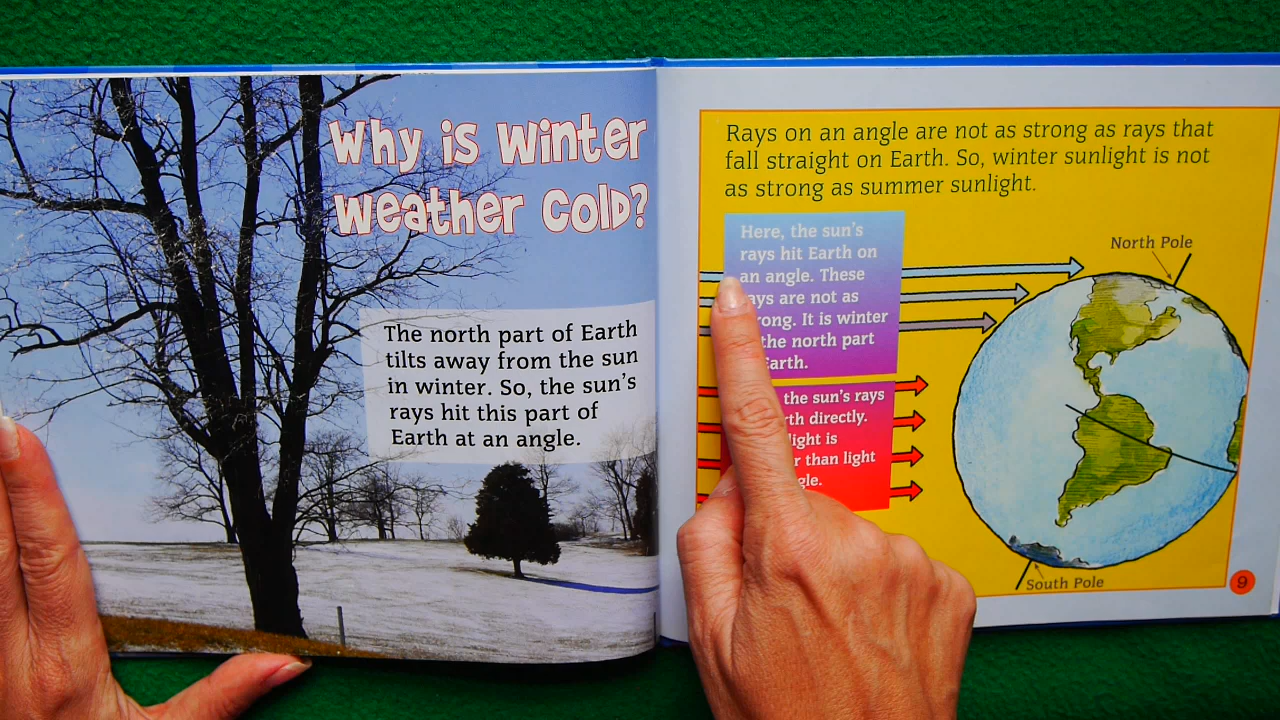 Why is Winter
Weather Cold?
The north part of Earth
tilts away from the sun
in winter. So, the sun's
rays hit this part of
Earth at an angle.
Rays on an angle are not as strong as rays that
fall straight on Earth. So, winter sunlight is not
as strong as summer sunlight.
Here, the sun's
rays hit Earth on
an angle. These
ays are not as
rong. It is winter
the north part
Earth.
the sun's rays
rth directly.
light is
r than light
gle.
North Pole
South Pole
9